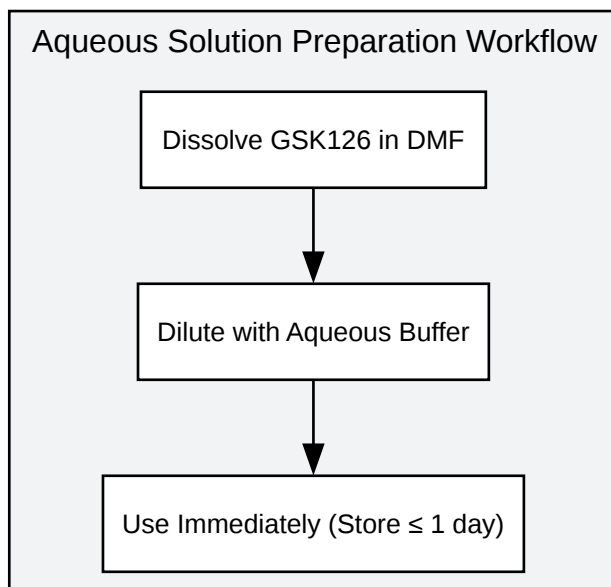 Aqueous Solution Preparation Workflow
Dissolve GSK126 in DMF
Dilute with Aqueous Buffer
Use Immediately (Store ≤ 1 day)